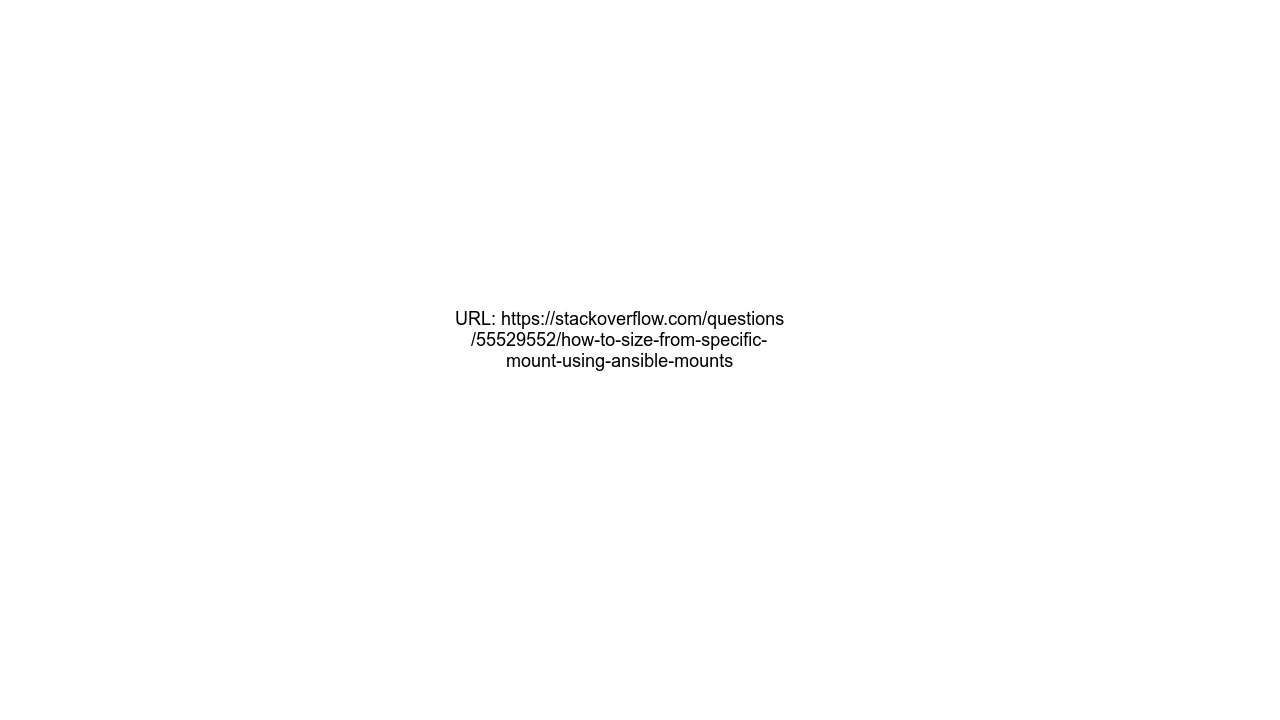 URL: https://stackoverflow.com/questions
/55529552/how-to-size-from-specific-
mount-using-ansible-mounts